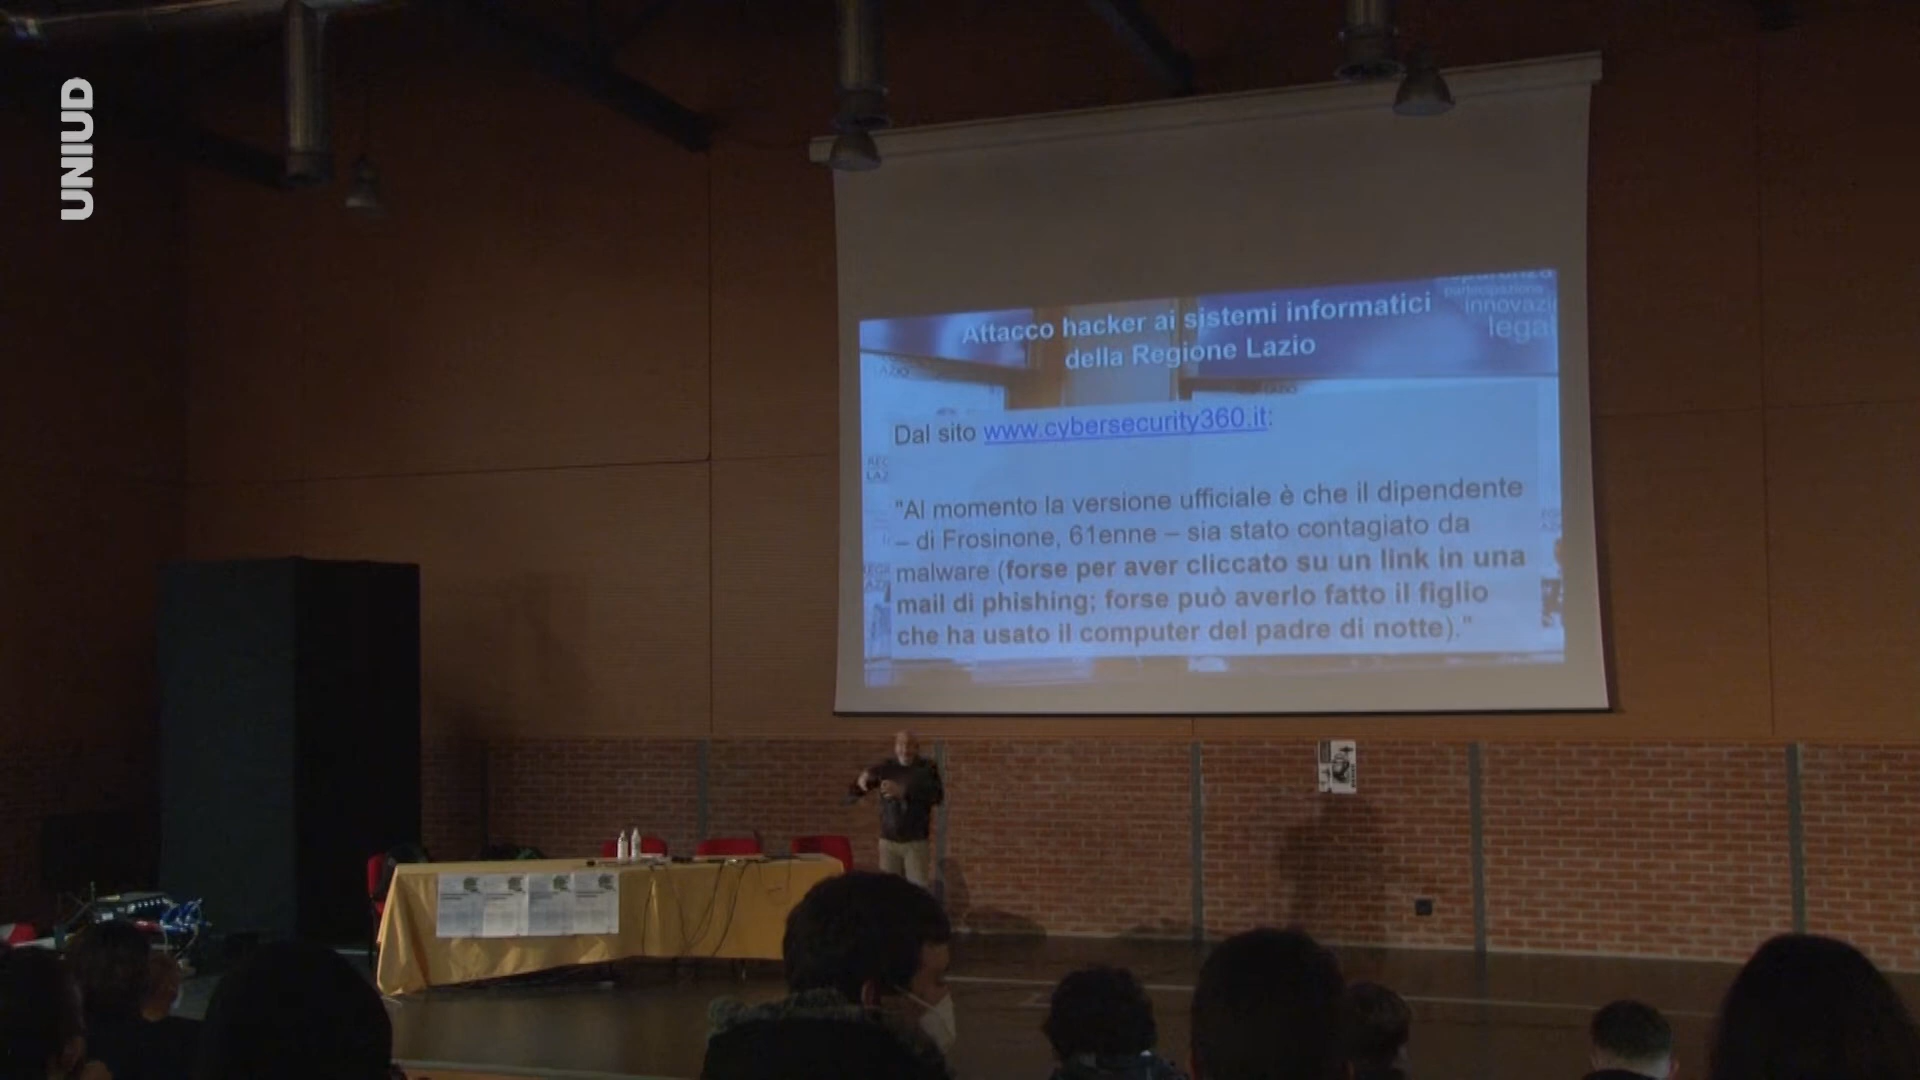 UNIUD
partecipazione
innovazi
legal
Attacco hacker ai sistemi informatici
della Regione Lazio
LAZIO
Dal sito www.cybersecurity360.it:
REG
LAZ
"Al momento la versione ufficiale è che il dipendente
– di Frosinone, 61enne – sia stato contagiato da
malware (forse per aver cliccato su un link in una
mail di phishing; forse può averlo fatto il figlio
che ha usato il computer del padre di notte)."